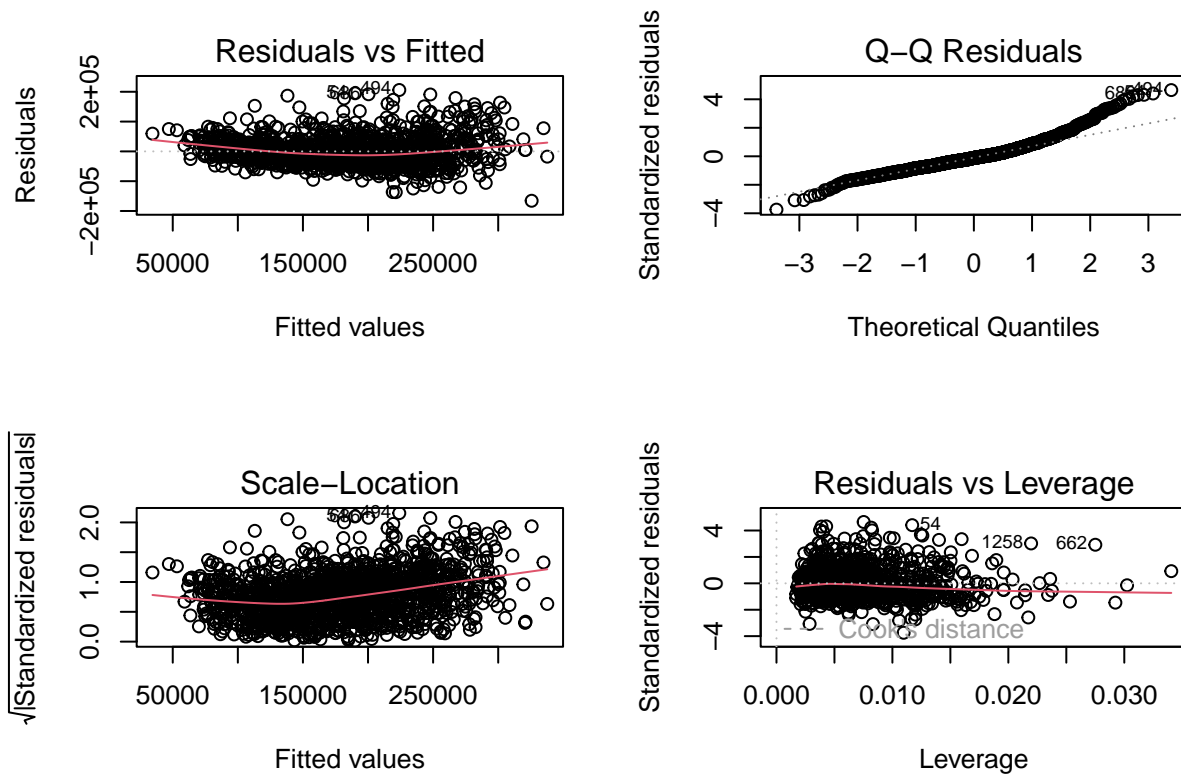 Residuals vs Fitted
Residuals
−2e+05
2e+05
494
50000
150000
250000
Fitted values
Q−Q Residuals
Standardized residuals
−4
0
4
494
−3
−2
−1
0
1
2
3
Theoretical Quantiles
Scale−Location
√|Standardized residuals|
0.0
1.0
2.0
494
50000
150000
250000
Fitted values
Residuals vs Leverage
Standardized residuals
−4
0
4
54
1258
662
Cook's distance
0.000
0.010
0.020
0.030
Leverage